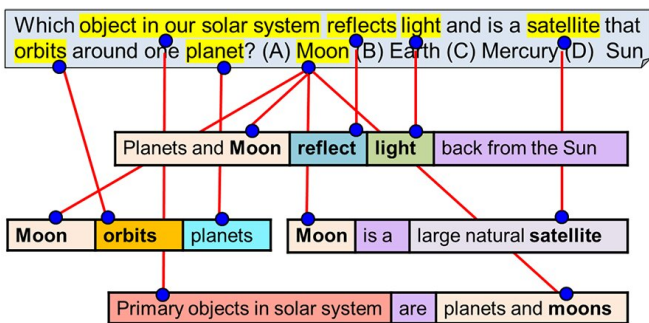 Which object in our solar system reflects light and is a satellite that
orbits around one planet? (A) Moon (B) Earth (C) Mercury (D) Sun
Planets and Moon reflect light back from the Sun
Moon orbits planets
Moon is a large natural satellite
Primary objects in solar system are planets and moons